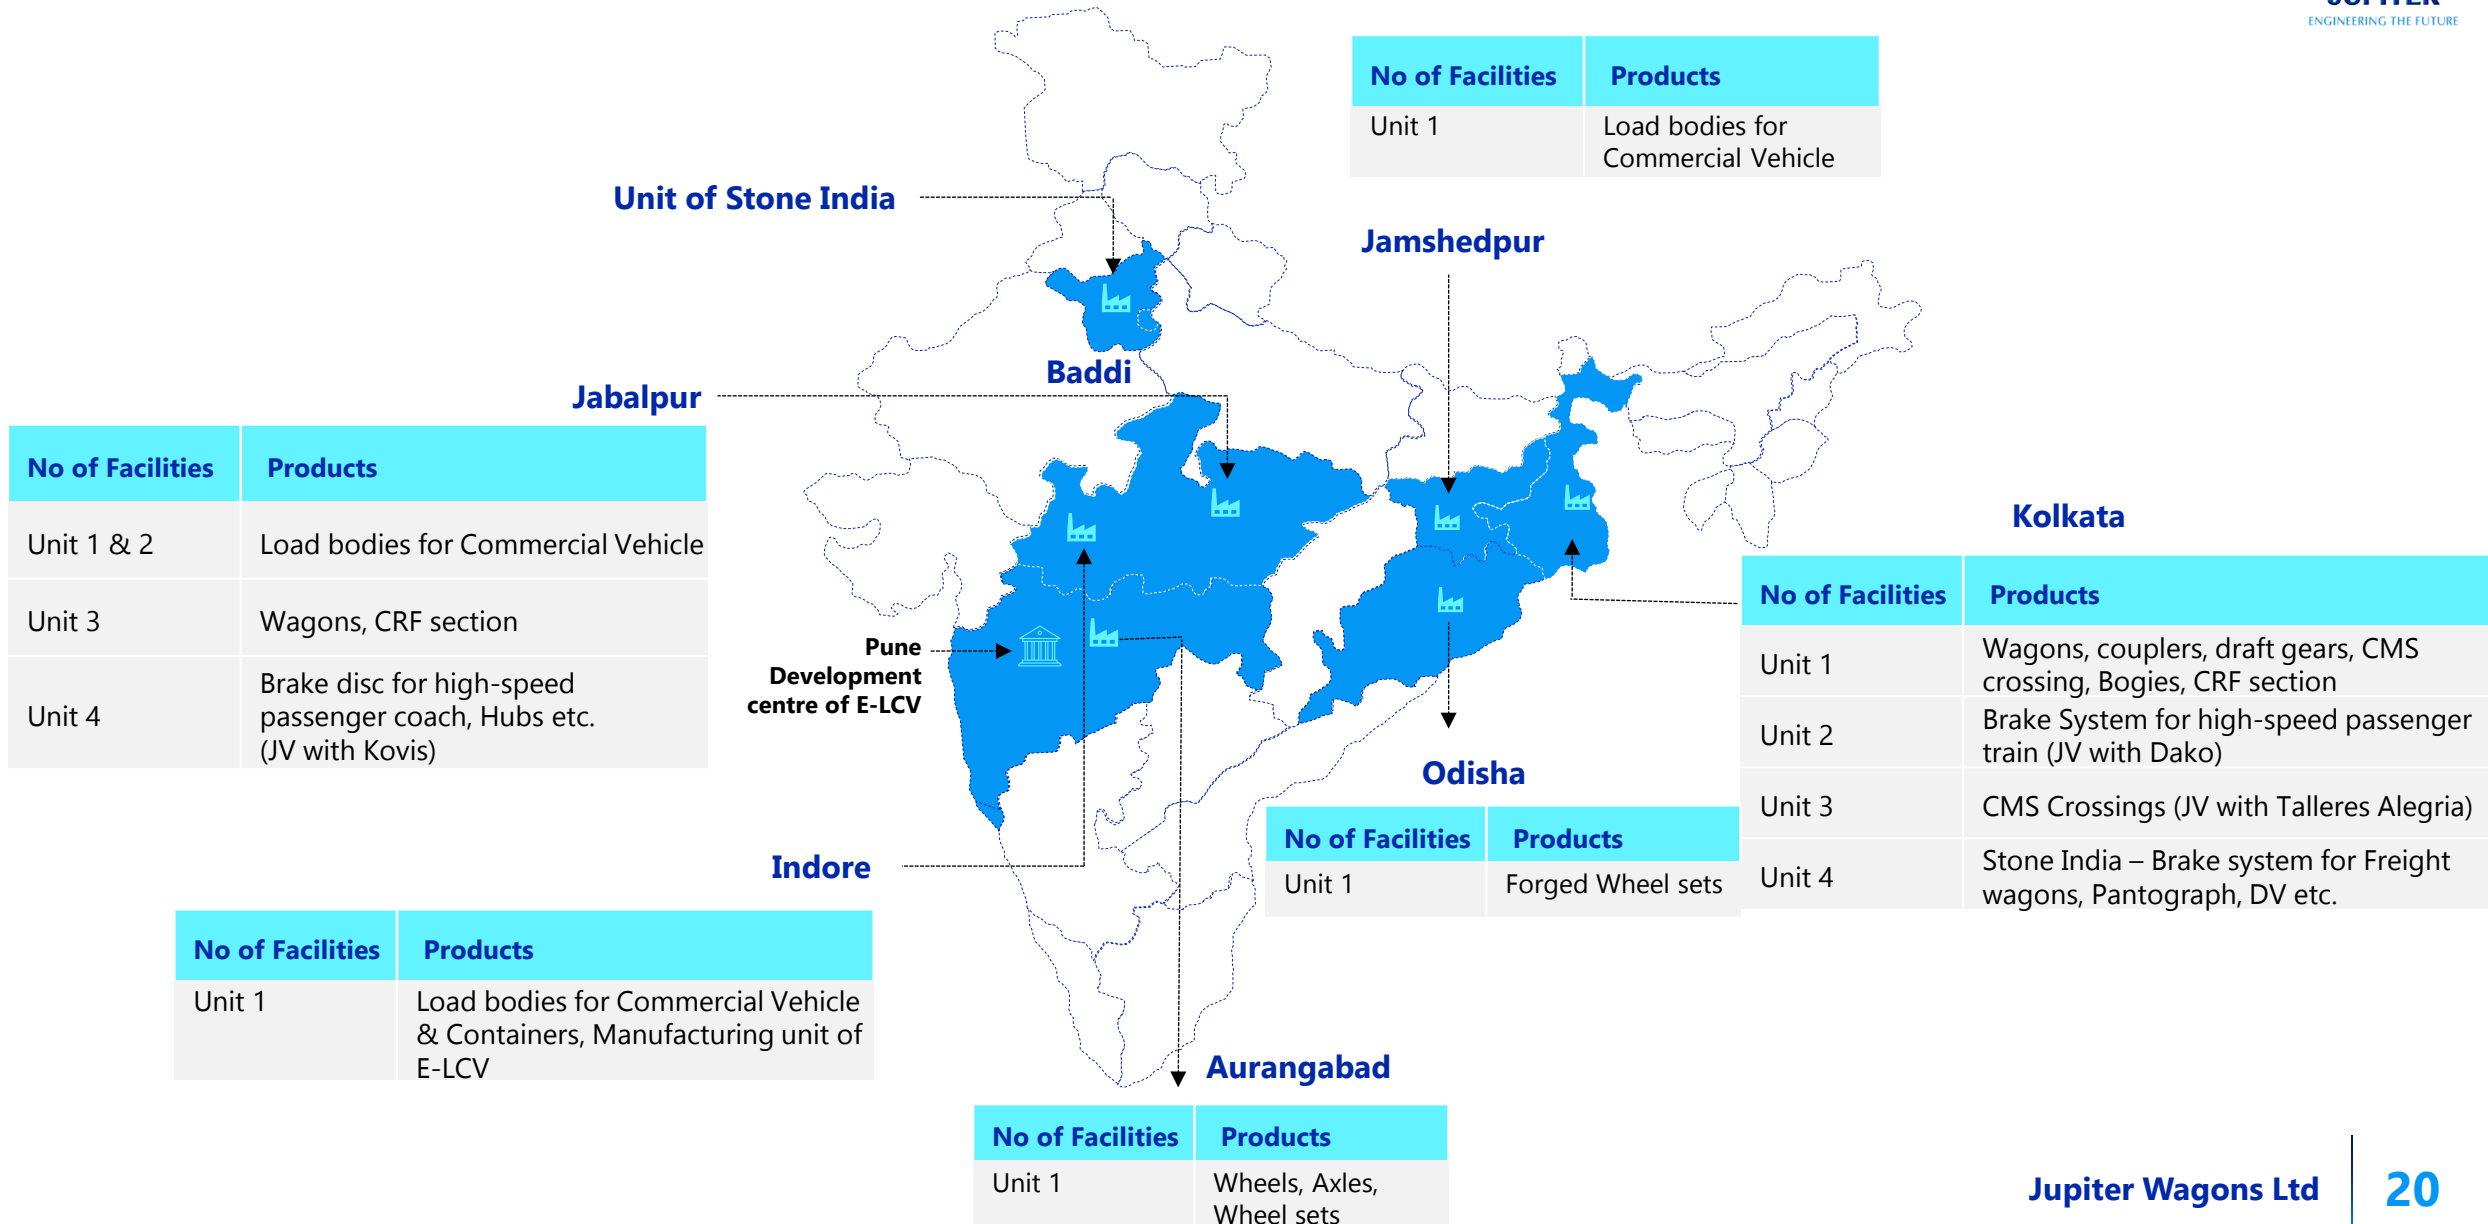 ENGINEERING THE FUTURE
No of Facilities Products
Unit 1 Load bodies for
Commercial Vehicle
Unit of Stone India
Jamshedpur
Baddi
Jabalpur
No of Facilities Products
Unit 1 & 2 Load bodies for Commercial Vehicle
Unit 3 Wagons, CRF section
Unit 4 Brake disc for high-speed
passenger coach, Hubs etc.
(JV with Kovis)
Pune
Development
centre of E-LCV
Kolkata
No of Facilities Products
Unit 1 Wagons, couplers, draft gears, CMS
crossing, Bogies, CRF section
Unit 2 Brake System for high-speed passenger
train (JV with Dako)
Unit 3 CMS Crossings (JV with Talleres Alegria)
Unit 4 Stone India – Brake system for Freight
wagons, Pantograph, DV etc.
Odisha
No of Facilities Products
Unit 1 Forged Wheel sets
Indore
No of Facilities Products
Unit 1 Load bodies for Commercial Vehicle
& Containers, Manufacturing unit of
E-LCV
Aurangabad
No of Facilities Products
Unit 1 Wheels, Axles,
Wheel sets
Jupiter Wagons Ltd 20